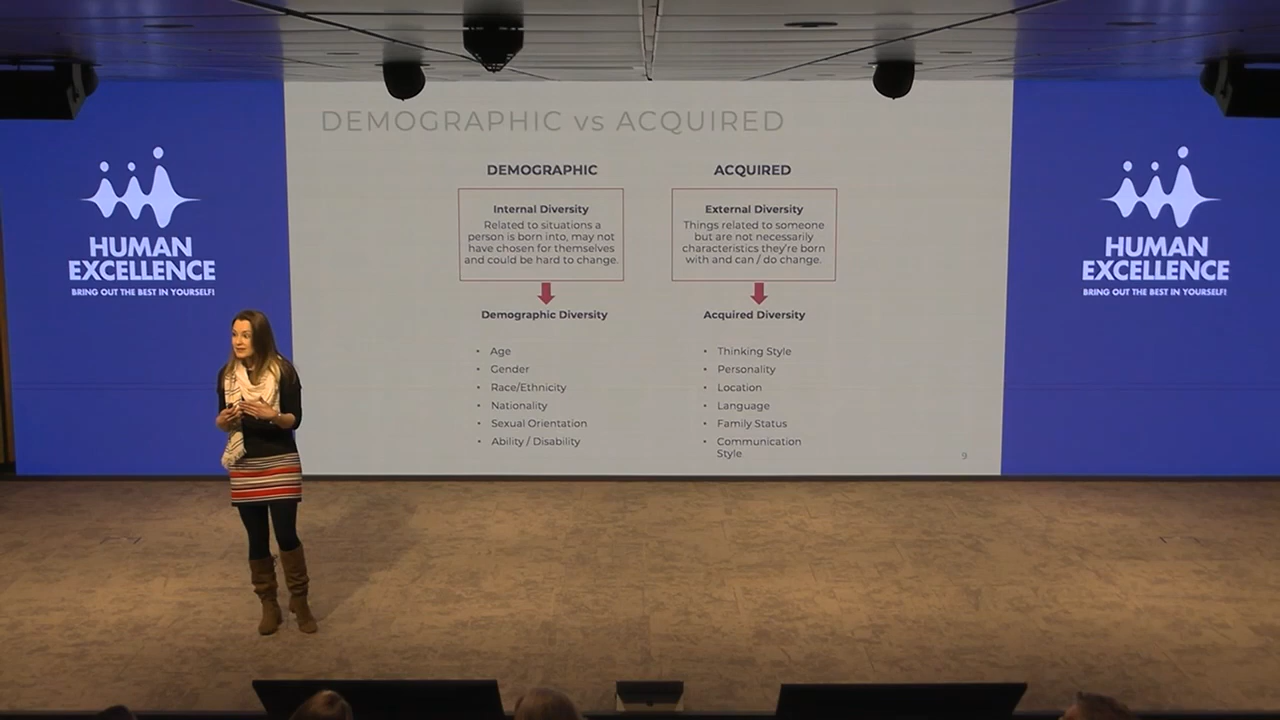 DEMOGRAPHIC vs ACQUIRED
DEMOGRAPHIC
Internal Diversity
Related to situations a
person is born into, may not
have chosen for themselves
and could be hard to change.
Demographic Diversity
• Age
• Gender
• Race/Ethnicity
• Nationality
• Sexual Orientation
• Ability / Disability
ACQUIRED
External Diversity
Things related to someone
but are not necessarily
characteristics they're born
with and can / do change.
Acquired Diversity
• Thinking Style
• Personality
• Location
• Language
• Family Status
• Communication
Style
9
HUMAN
EXCELLENCE
BRING OUT THE BEST IN YOURSELF!
HUMAN
EXCELLENCE
BRING OUT THE BEST IN YOURSELF!